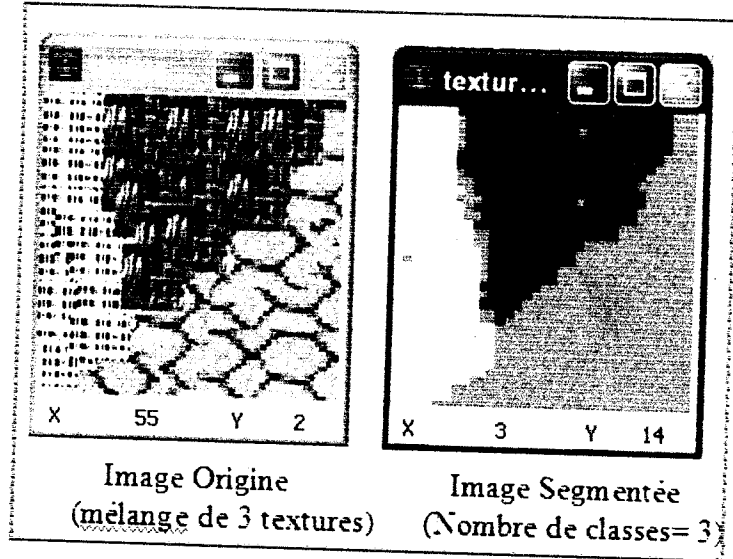 textur...
X 55 Y 2
X 3 Y 14
Image Origine
(mélange de 3 textures)
Image Segmentée
(Nombre de classes= 3)